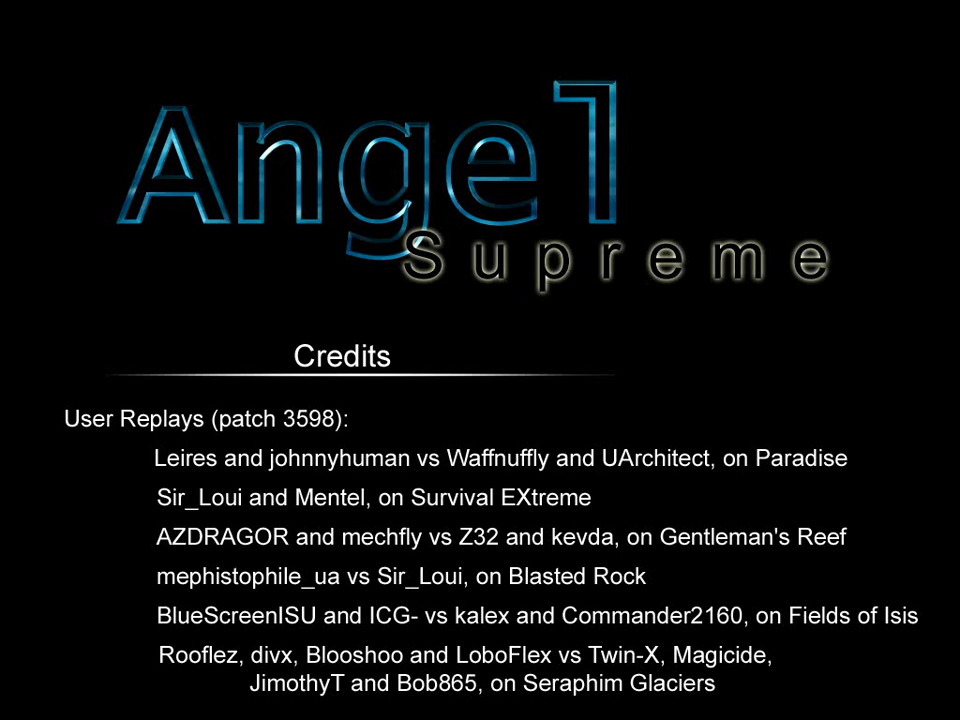 Angel
Supreme
Credits
User Replays (patch 3598):
Leires and johnnyhuman vs Waffnuffly and UArchitect, on Paradise
Sir_Loui and Mentel, on Survival EXtreme
AZDRAGOR and mechfly vs Z32 and kevda, on Gentleman's Reef
mephistophile_ua vs Sir_Loui, on Blasted Rock
BlueScreenISU and ICG- vs kalex and Commander2160, on Fields of Isis
Rooflez, divx, Blooshoo and LoboFlex vs Twin-X, Magicide,
JimothyT and Bob865, on Seraphim Glaciers